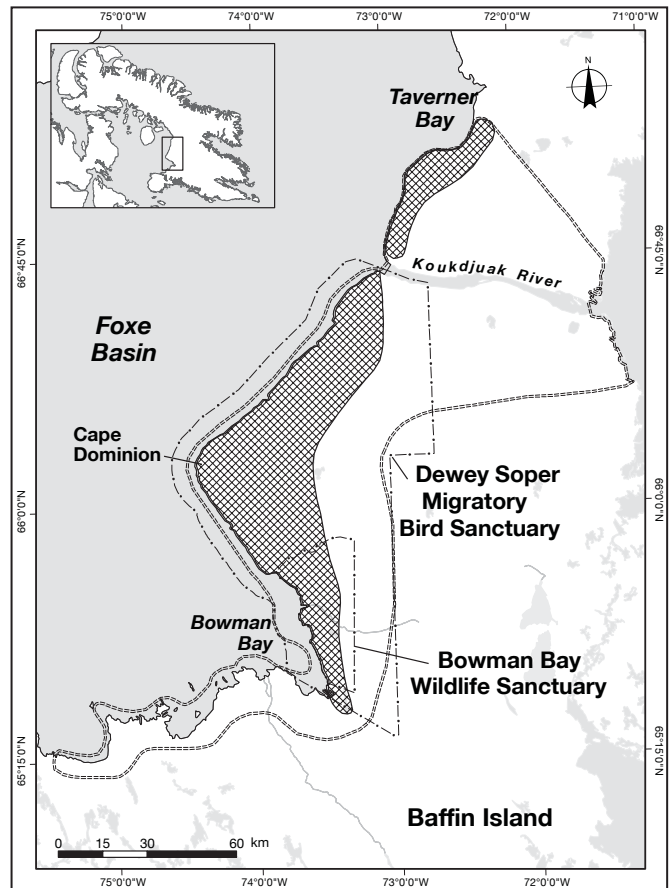 75°0'0"W 74°0'0"W 73°0'0"W 72°0'0"W 71°0'0"W
N
Taverner
Bay
66°45'0"N
66°45'0"N
Koukdjuak River
Foxe
Basin
Cape
Dominion
Dewey Soper
Migratory
Bird Sanctuary
66°0'0"N
66°0'0"N
Bowman
Bay
Bowman Bay
Wildlife Sanctuary
65°15'0"N
65°15'0"N
Baffin Island
0 15 30 60 km
75°0'0"W 74°0'0"W 73°0'0"W 72°0'0"W